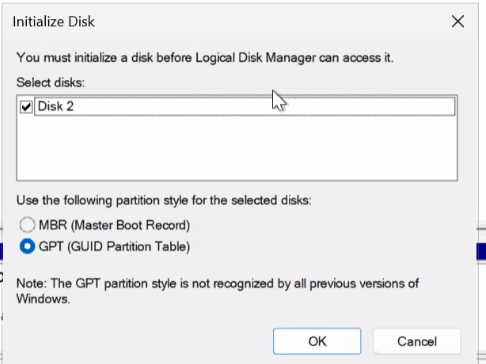 Initialize Disk
You must initialize a disk before Logical Disk Manager can access it.
Select disks:
Disk 2
Use the following partition style for the selected disks:
MBR (Master Boot Record)
GPT (GUID Partition Table)
Note: The GPT partition style is not recognized by all previous versions of
Windows.
OK Cancel